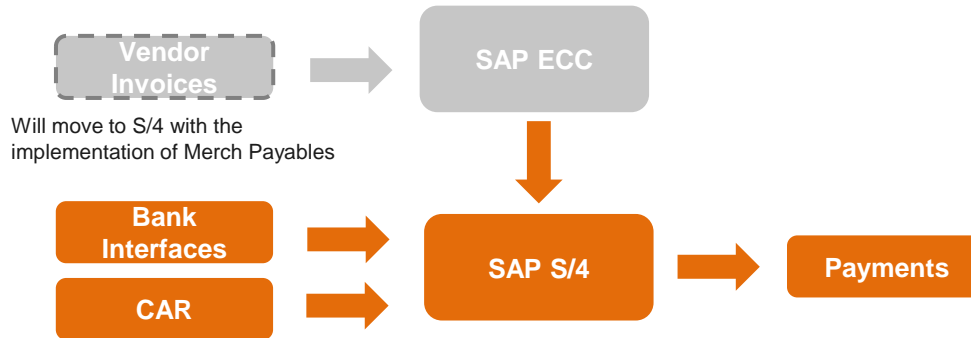 Vendor
Invoices
SAP ECC
Will move to S/4 with the
implementation of Merch Payables
Bank
Interfaces
SAP S/4
Payments
CAR